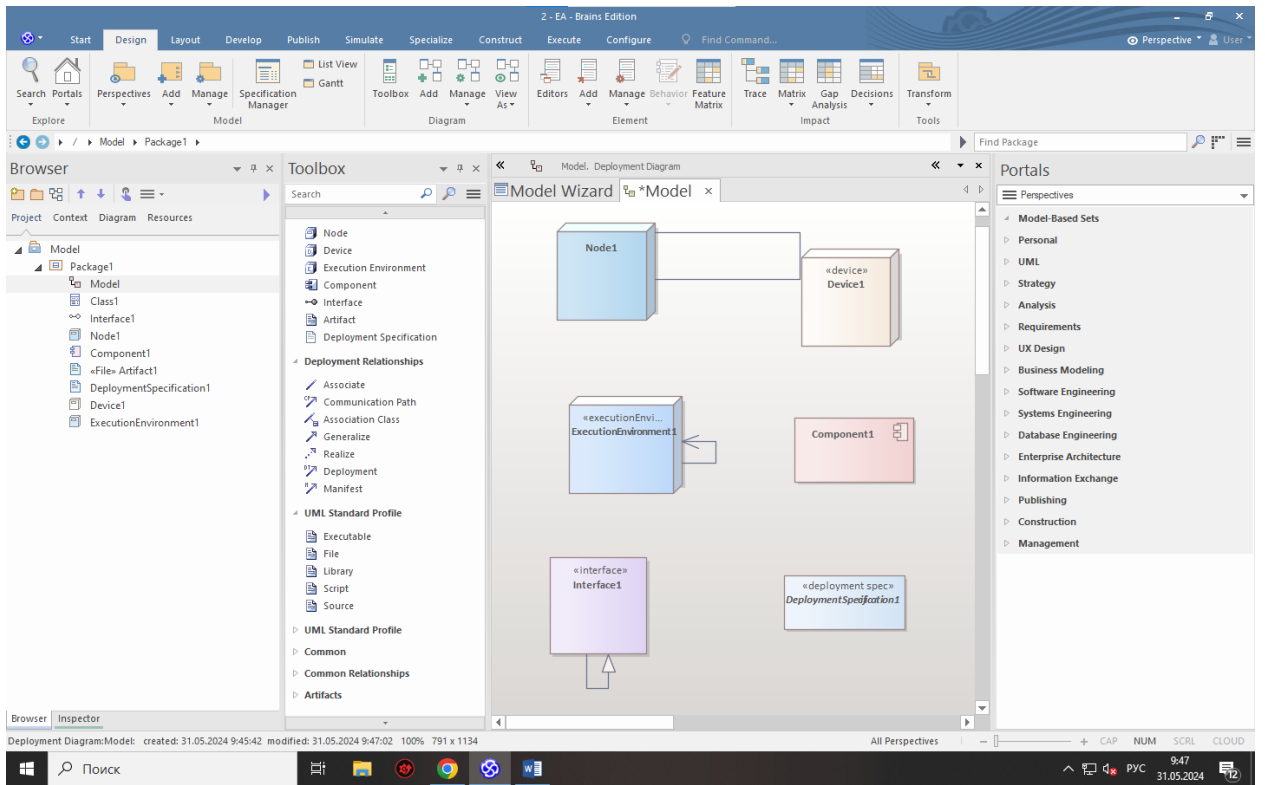 2 - EA - Brains Edition
Start Design Layout Develop Publish Simulate Specialize Construct Execute Configure Find Command... Perspective User
Search Portals Perspectives Add Manage Specification Manager List View Gantt Toolbox Add Manage View As Editors Add Manage Behavior Feature Matrix Trace Matrix Gap Analysis Decisions Transform
Explore Model Diagram Element Impact Tools
/ Model Package1 Find Package
Browser
Project Context Diagram Resources
Model
Package1
Model
Class1
Interface1
Node1
Component1
«File» Artifact1
DeploymentSpecification1
Device1
ExecutionEnvironment1
Browser Inspector
Toolbox
Search
Node
Device
Execution Environment
Component
Interface
Artifact
Deployment Specification
Deployment Relationships
Associate
Communication Path
Association Class
Generalize
Realize
Deployment
Manifest
UML Standard Profile
Executable
File
Library
Script
Source
UML Standard Profile
Common
Common Relationships
Artifacts
Model. Deployment Diagram
Model Wizard *Model ×
Node1
«device»
Device1
«executionEnvi...
ExecutionEnvironment1
Component1
«interface»
Interface1
«deployment spec»
DeploymentSpecification1
Portals
Perspectives
Model-Based Sets
Personal
UML
Strategy
Analysis
Requirements
UX Design
Business Modeling
Software Engineering
Systems Engineering
Database Engineering
Enterprise Architecture
Information Exchange
Publishing
Construction
Management
Deployment Diagram:Model: created: 31.05.2024 9:45:42 modified: 31.05.2024 9:47:02 100% 791 x 1134 All Perspectives CAP NUM SCRL CLOUD
Поиск
РУС
9:47
31.05.2024
12